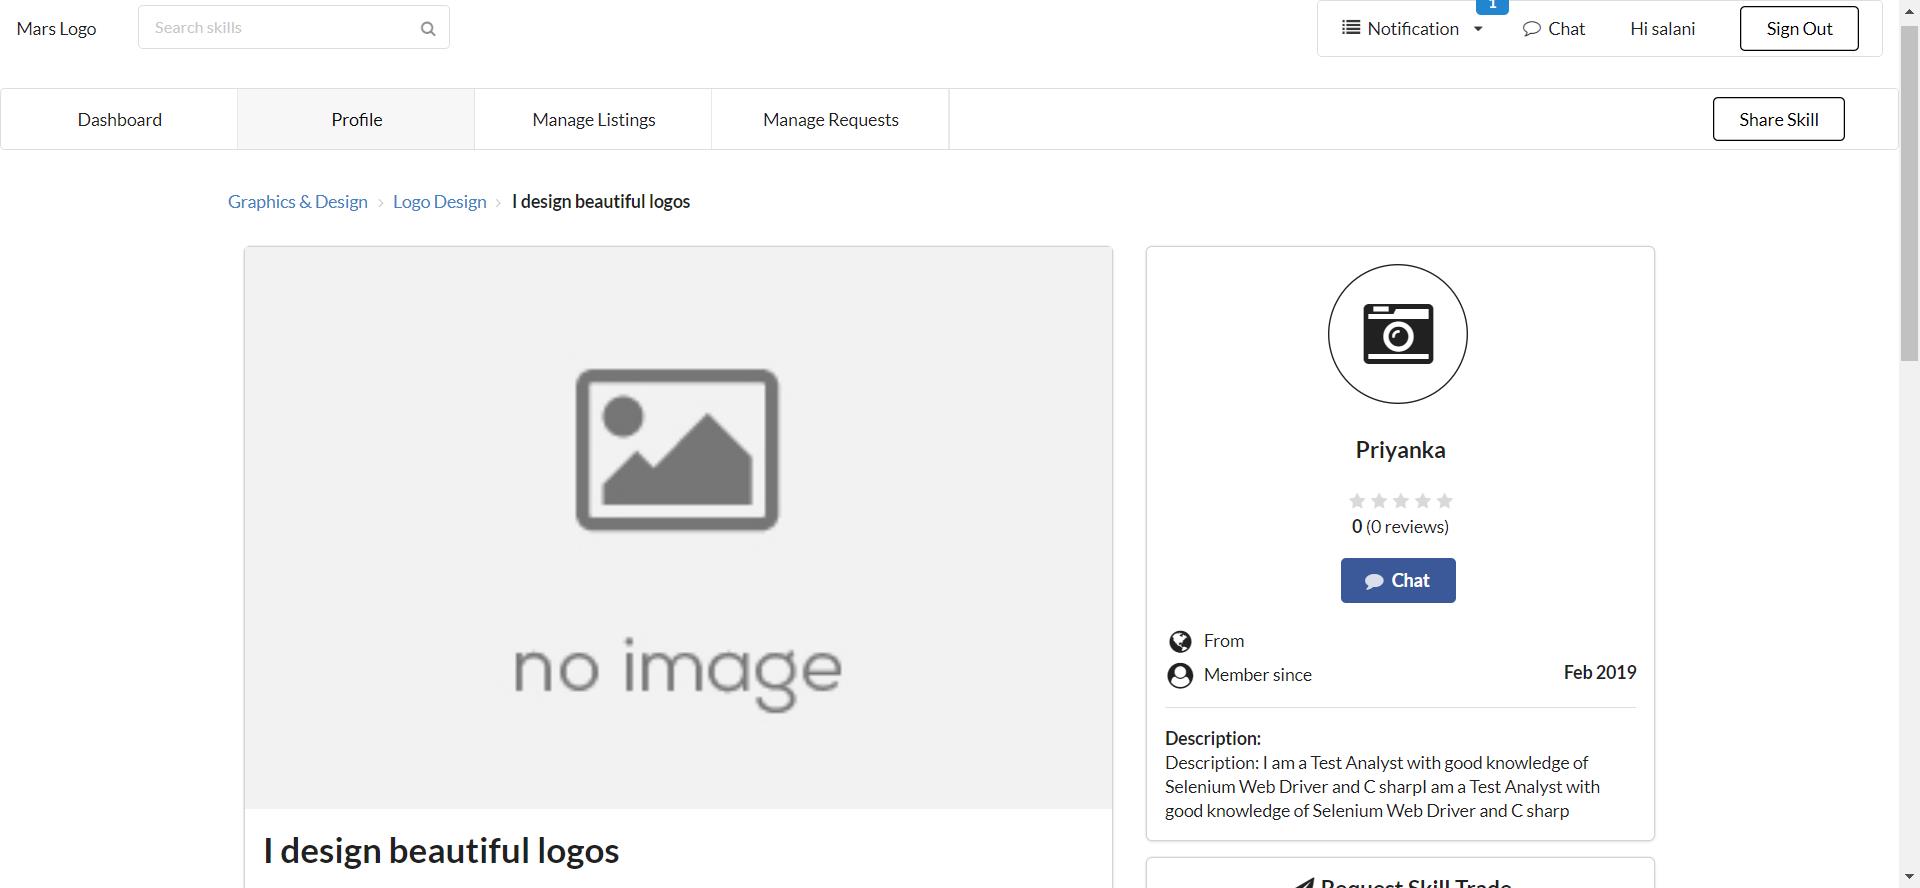 Mars Logo
Search skills
1
Notification
Chat
Hi salani
Sign Out
Dashboard
Profile
Manage Listings
Manage Requests
Share Skill
Graphics & Design
Logo Design
I design beautiful logos
no image
I design beautiful logos
Priyanka
0 (0 reviews)
Chat
From
Member since
Feb 2019
Description:
Description: I am a Test Analyst with good knowledge of
Selenium Web Driver and C sharpI am a Test Analyst with
good knowledge of Selenium Web Driver and C sharp
Request Skill Trade